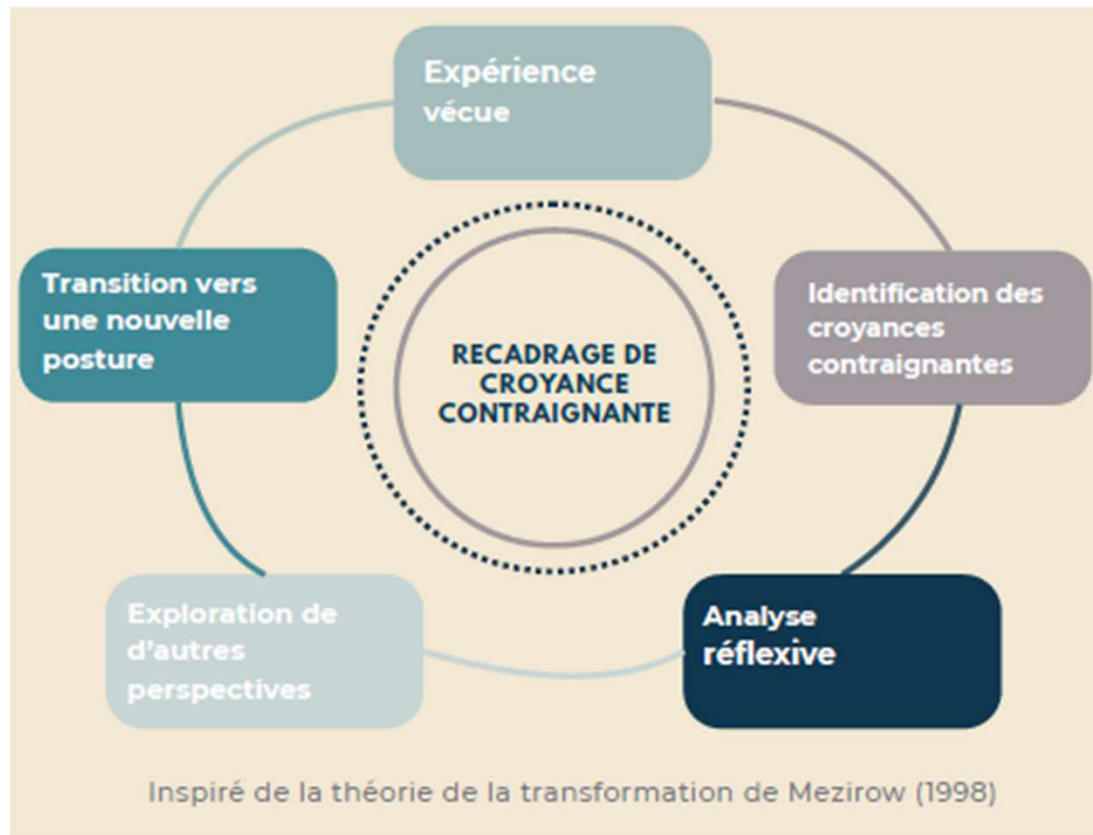 Expérience
vécue
Identification des
croyances
contraignantes
Analyse
réflexive
Exploration de
d'autres
perspectives
Transition vers
une nouvelle
posture
RECADRAGE DE
CROYANCE
CONTRAIGNANTE
Inspiré de la théorie de la transformation de Mezirow (1998)